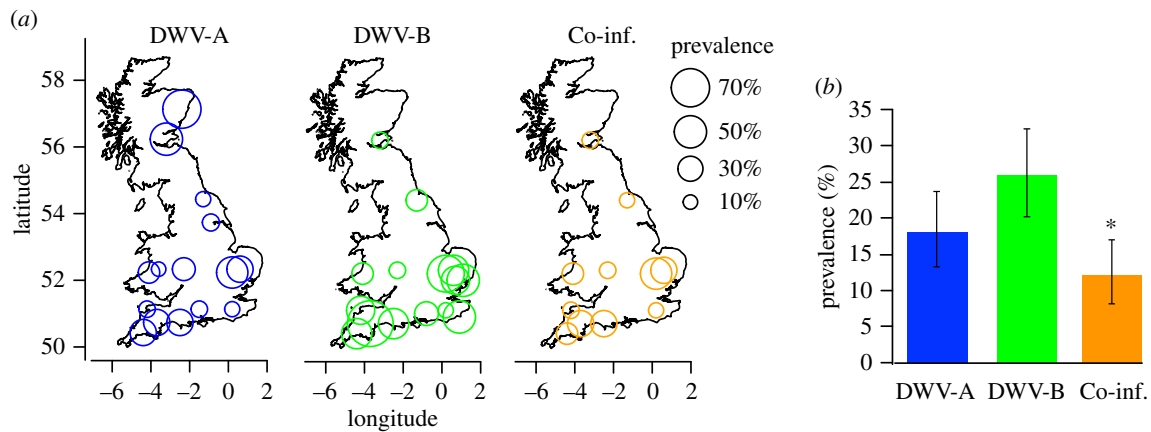 (a)
DWV-A
DWV-B
Co-inf.
prevalence
70%
50%
30%
10%
latitude
58
56
54
52
50
−6 −4 −2 0 2
−6 −4 −2 0 2
−6 −4 −2 0 2
longitude
(b)
prevalence (%)
35
30
25
20
15
10
5
0
*
DWV-A DWV-B Co-inf.